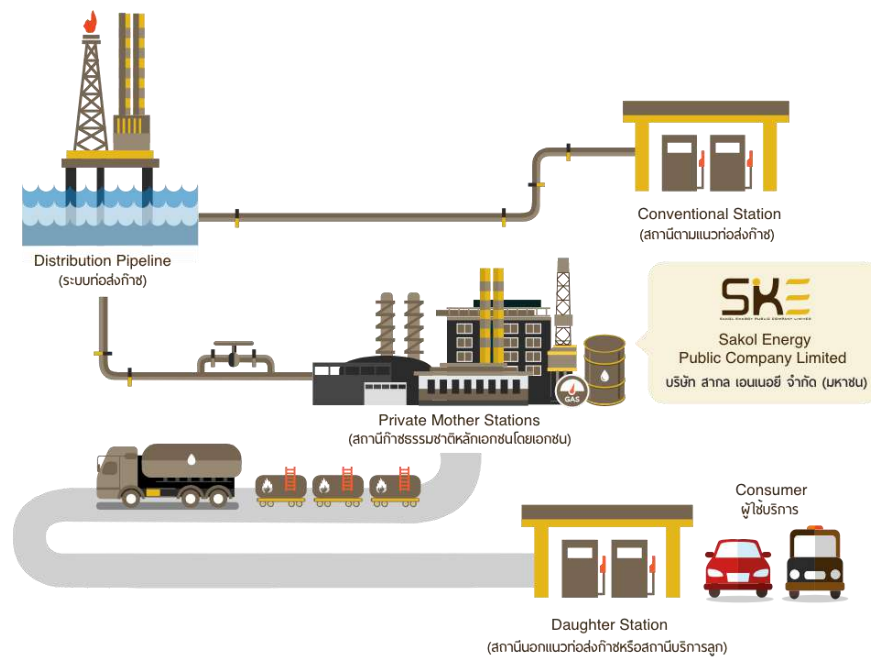 Conventional Station
(สถานีตามแนวท่อส่งก๊าซ)
Distribution Pipeline
(ระบบท่อส่งก๊าซ)
SKE
SAKOL ENERGY PUBLIC COMPANY LIMITED
Sakol Energy
Public Company Limited
บริษัท สากล เอนเนอยี จำกัด (มหาชน)
GAS
Private Mother Stations
(สถานีก๊าซธรรมชาติหลักเอกชนโดยเอกชน)
Consumer
ผู้ใช้บริการ
Daughter Station
(สถานีนอกแนวท่อส่งก๊าซหรือสถานีบริการลูก)